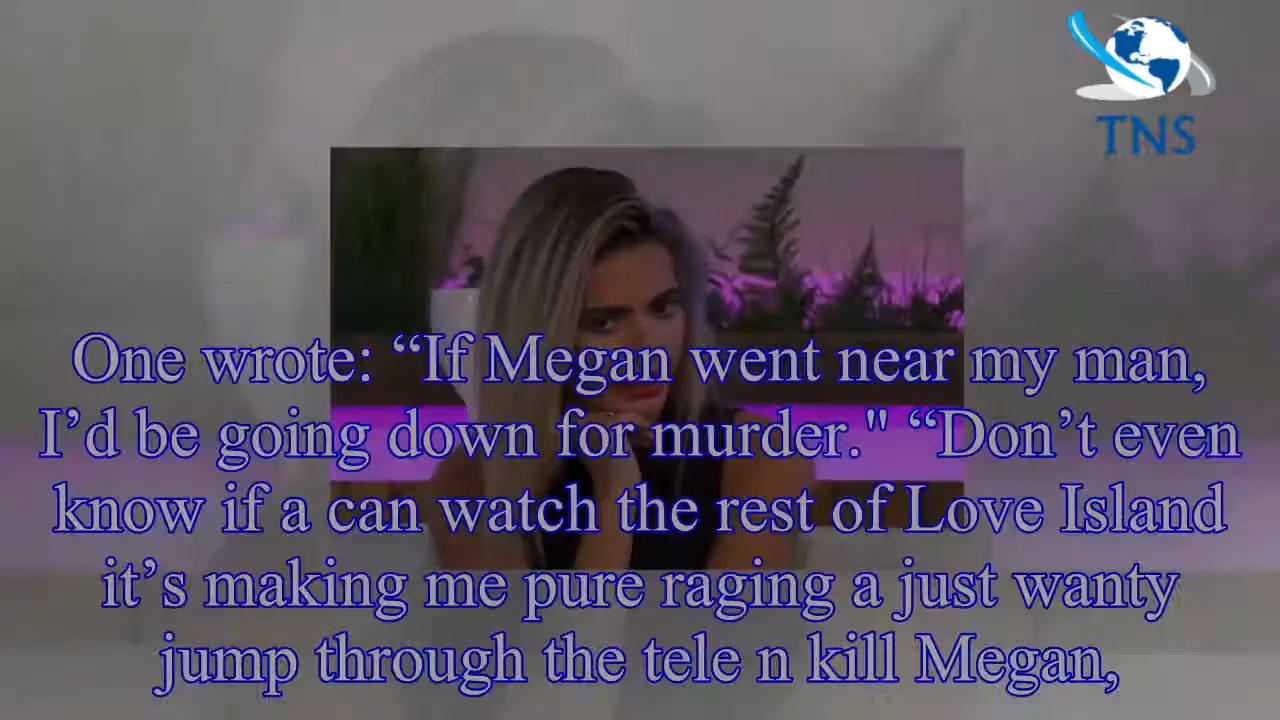 TNS
One wrote: “If Megan went near my man,
I’d be going down for murder." “Don’t even
know if a can watch the rest of Love Island
it’s making me pure raging a just wanty
jump through the tele n kill Megan,